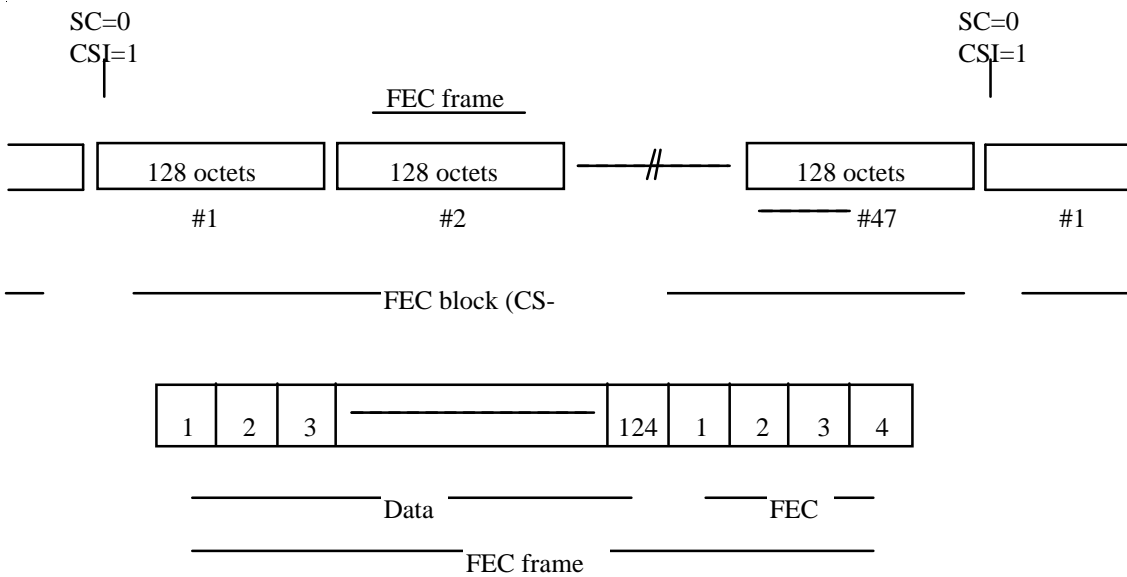 SC=0 SC=0
CSI=1 CSI=1
FEC frame
128 octets 128 octets 128 octets
#1 #2 #47 #1
FEC block (CS-
1 2 3 124 1 2 3 4
Data FEC
FEC frame